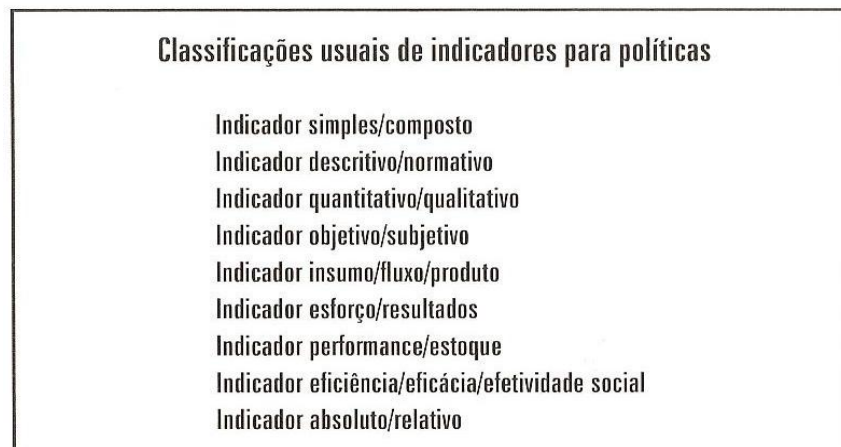 Classificações usuais de indicadores para políticas
Indicador simples/composto
Indicador descritivo/normativo
Indicador quantitativo/qualitativo
Indicador objetivo/subjetivo
Indicador insumo/fluxo/produto
Indicador esforço/resultados
Indicador performance/estoque
Indicador eficiência/eficácia/efetividade social
Indicador absoluto/relativo